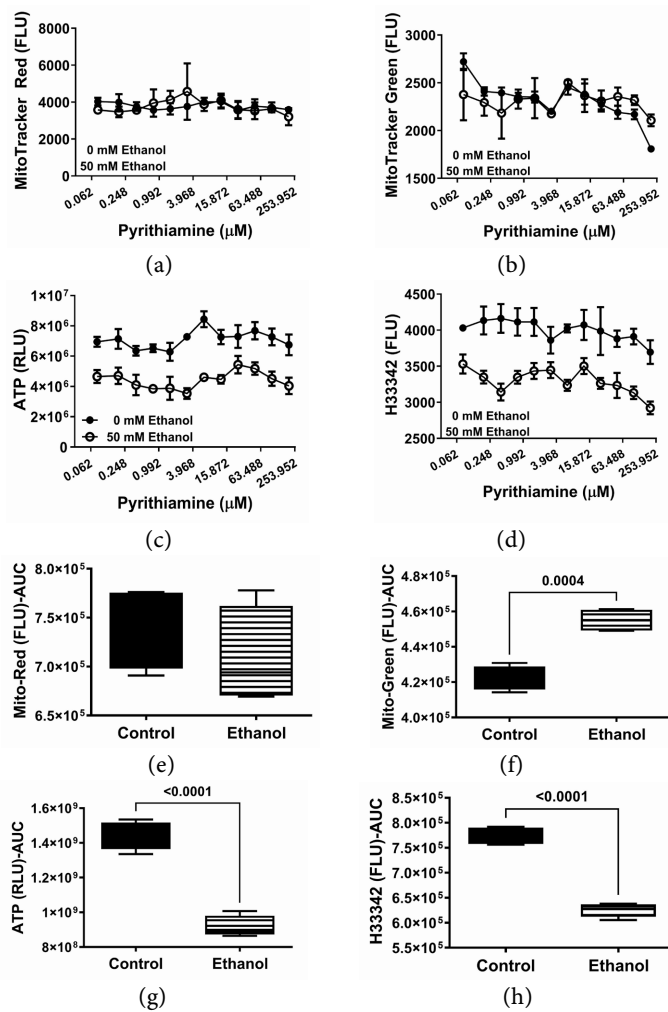 MitoTracker Red (FLU)
8000
6000
4000
2000
0
0 mM Ethanol
50 mM Ethanol
0.062
0.248
0.992
3.968
15.872
63.488
253.952
Pyrithiamine (μM)
(a)
MitoTracker Green (FLU)
3000
2500
2000
1500
0 mM Ethanol
50 mM Ethanol
0.062
0.248
0.992
3.968
15.872
63.488
253.952
Pyrithiamine (μM)
(b)
ATP (RLU)
1×10⁷
8×10⁶
6×10⁶
4×10⁶
2×10⁶
0
0 mM Ethanol
50 mM Ethanol
0.062
0.248
0.992
3.968
15.872
63.488
253.952
Pyrithiamine (μM)
(c)
H33342 (FLU)
4500
4000
3500
3000
2500
0 mM Ethanol
50 mM Ethanol
0.062
0.248
0.992
3.968
15.872
63.488
253.952
Pyrithiamine (μM)
(d)
Mito-Red (FLU)-AUC
8.0×10⁵
7.5×10⁵
7.0×10⁵
6.5×10⁵
Control
Ethanol
(e)
Mito-Green (FLU)-AUC
4.8×10⁵
4.6×10⁵
4.4×10⁵
4.2×10⁵
4.0×10⁵
0.0004
Control
Ethanol
(f)
ATP (RLU)-AUC
1.6×10⁹
1.4×10⁹
1.2×10⁹
1×10⁹
8×10⁸
<0.0001
Control
Ethanol
(g)
H33342 (FLU)-AUC
8.5×10⁵
8.0×10⁵
7.5×10⁵
7.0×10⁵
6.5×10⁵
6.0×10⁵
5.5×10⁵
<0.0001
Control
Ethanol
(h)